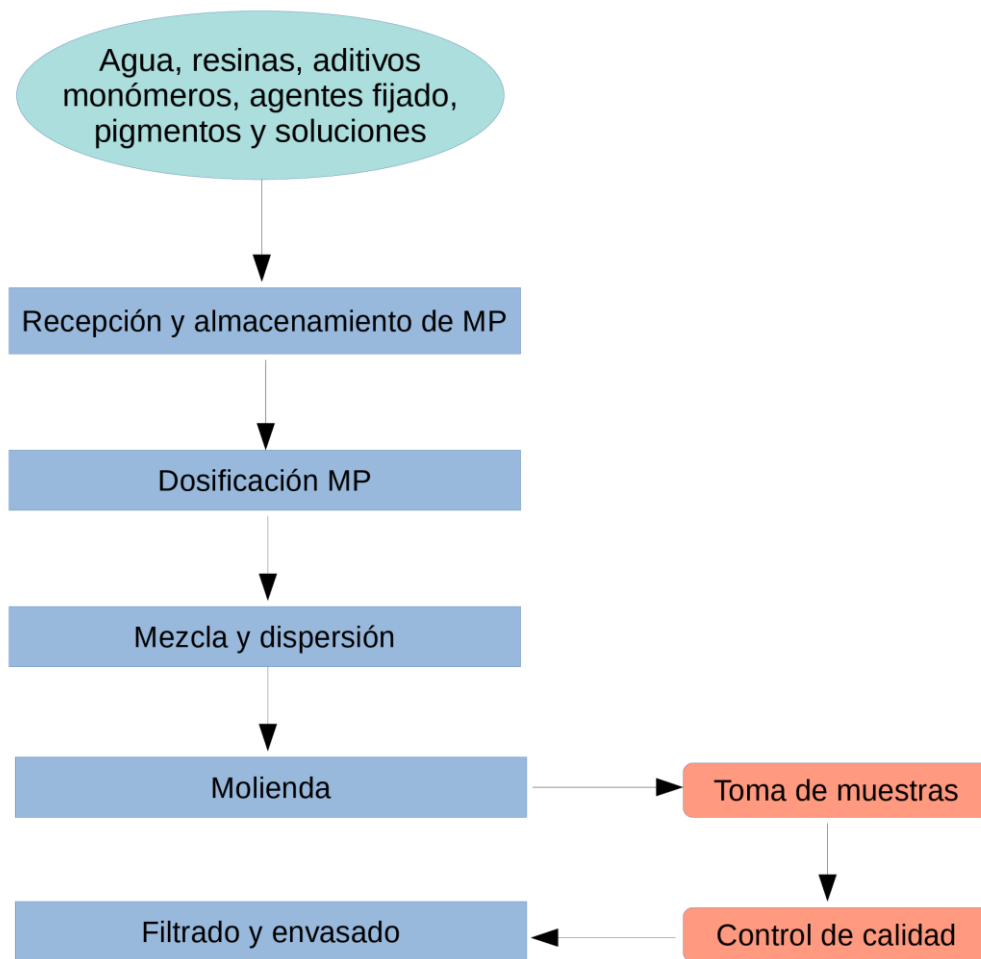 Agua, resinas, aditivos
monómeros, agentes fijado,
pigmentos y soluciones
Recepción y almacenamiento de MP
Dosificación MP
Mezcla y dispersión
Molienda
Toma de muestras
Filtrado y envasado
Control de calidad